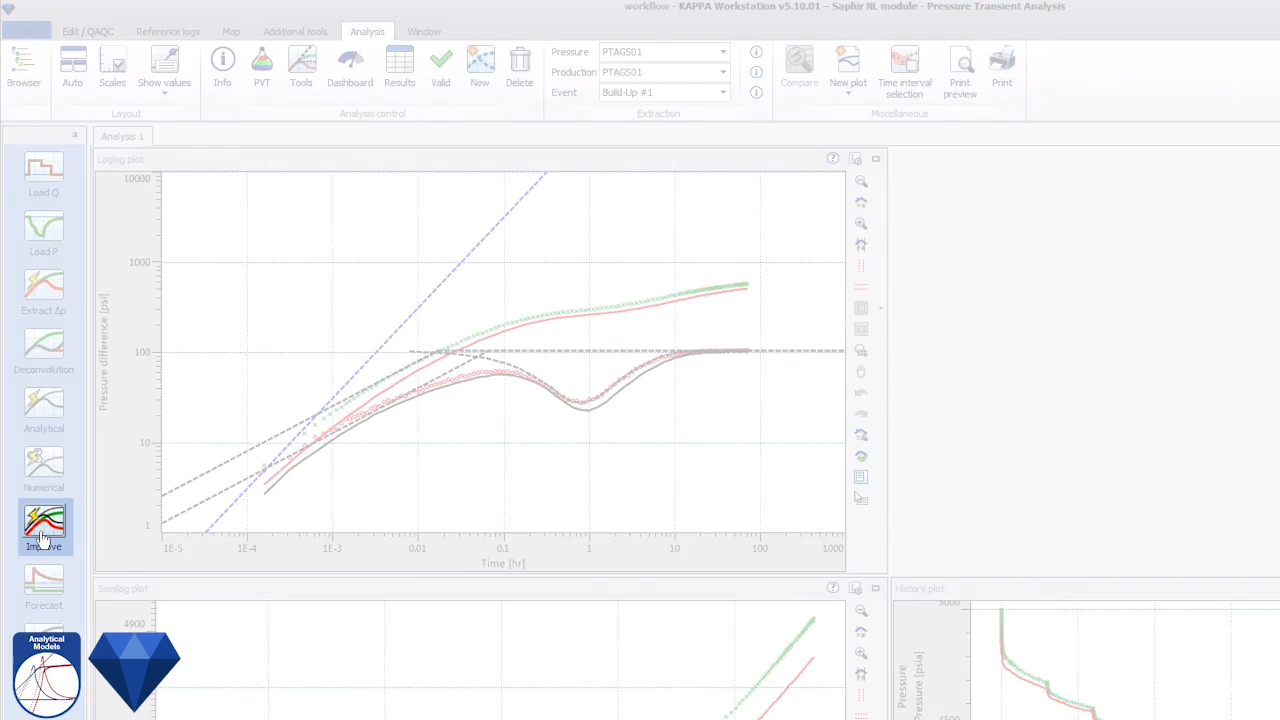 workflow - KAPPA Workstation v5.10.01 – Saphir NL module - Pressure Transient Analysis
Edit / QAQC Reference logs Map Additional tools Analysis Window
Browser Auto Scales Show values Info PVT Tools Dashboard Results Valid New Delete
Pressure PTAGS01
Production PTAGS01
Event Build-Up #1
Compare New plot Time interval selection Print preview Print
Layout Analysis control Extraction Miscellaneous
Analysis 1
Load Q
Load P
Extract Δp
Deconvolution
Analytical
Numerical
Improve
Forecast
Analytical
Models
Loglog plot
10000
1000
100
10
1
Pressure difference [psi]
1E-5 1E-4 1E-3 0.01 0.1 1 10 100 1000
Time [hr]
Semilog plot
4900
History plot
5000
4500
Pressure
Pressure [psia]